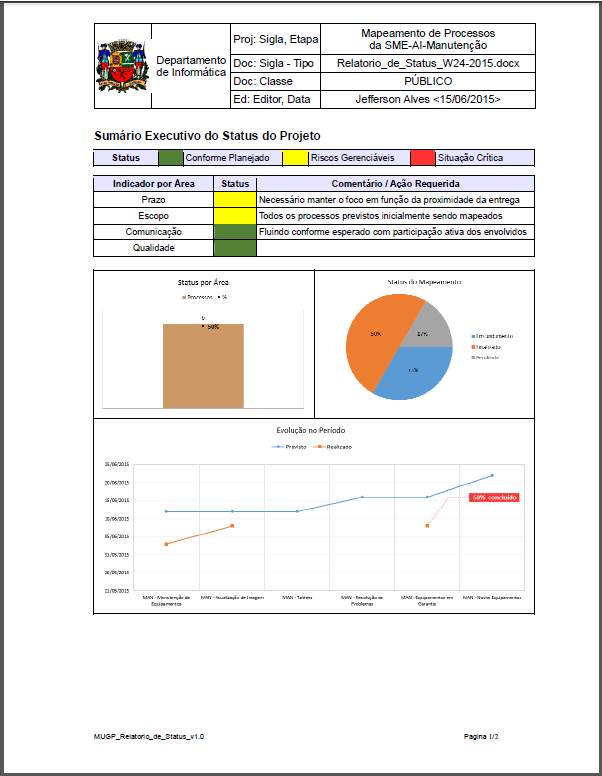 Departamento
de Informática
Proj: Sigla, Etapa
Mapeamento de Processos
da SME-AI-Manutenção
Doc: Sigla - Tipo
Relatorio_de_Status_W24-2015.docx
Doc: Classe
PÚBLICO
Ed: Editor, Data
Jefferson Alves <15/06/2015>
Sumário Executivo do Status do Projeto
Status Conforme Planejado Riscos Gerenciáveis Situação Crítica
Indicador por Área Status Comentário / Ação Requerida
Prazo Necessário manter o foco em função da proximidade da entrega
Escopo Todos os processos previstos inicialmente sendo mapeados
Comunicação Fluindo conforme esperado com participação ativa dos envolvidos
Qualidade
Status por Área
Processos %
6
50%
Status do Mapeamento
50%
17%
Em andamento
Finalizado
Pendente
Evolução no Período
Previsto Realizado
25/06/2015
20/06/2015
15/06/2015
10/06/2015
05/06/2015
31/05/2015
26/05/2015
21/05/2015
50% concluído
MAN - Manutenção de
Equipamentos
MAN - Atualização de Imagem
MAN - Tablets
MAN - Resolução de
Problemas
MAN - Equipamentos em
Garantia
MAN - Novos Equipamentos
MUGP_Relatorio_de_Status_v1.0
Pagina 1/2